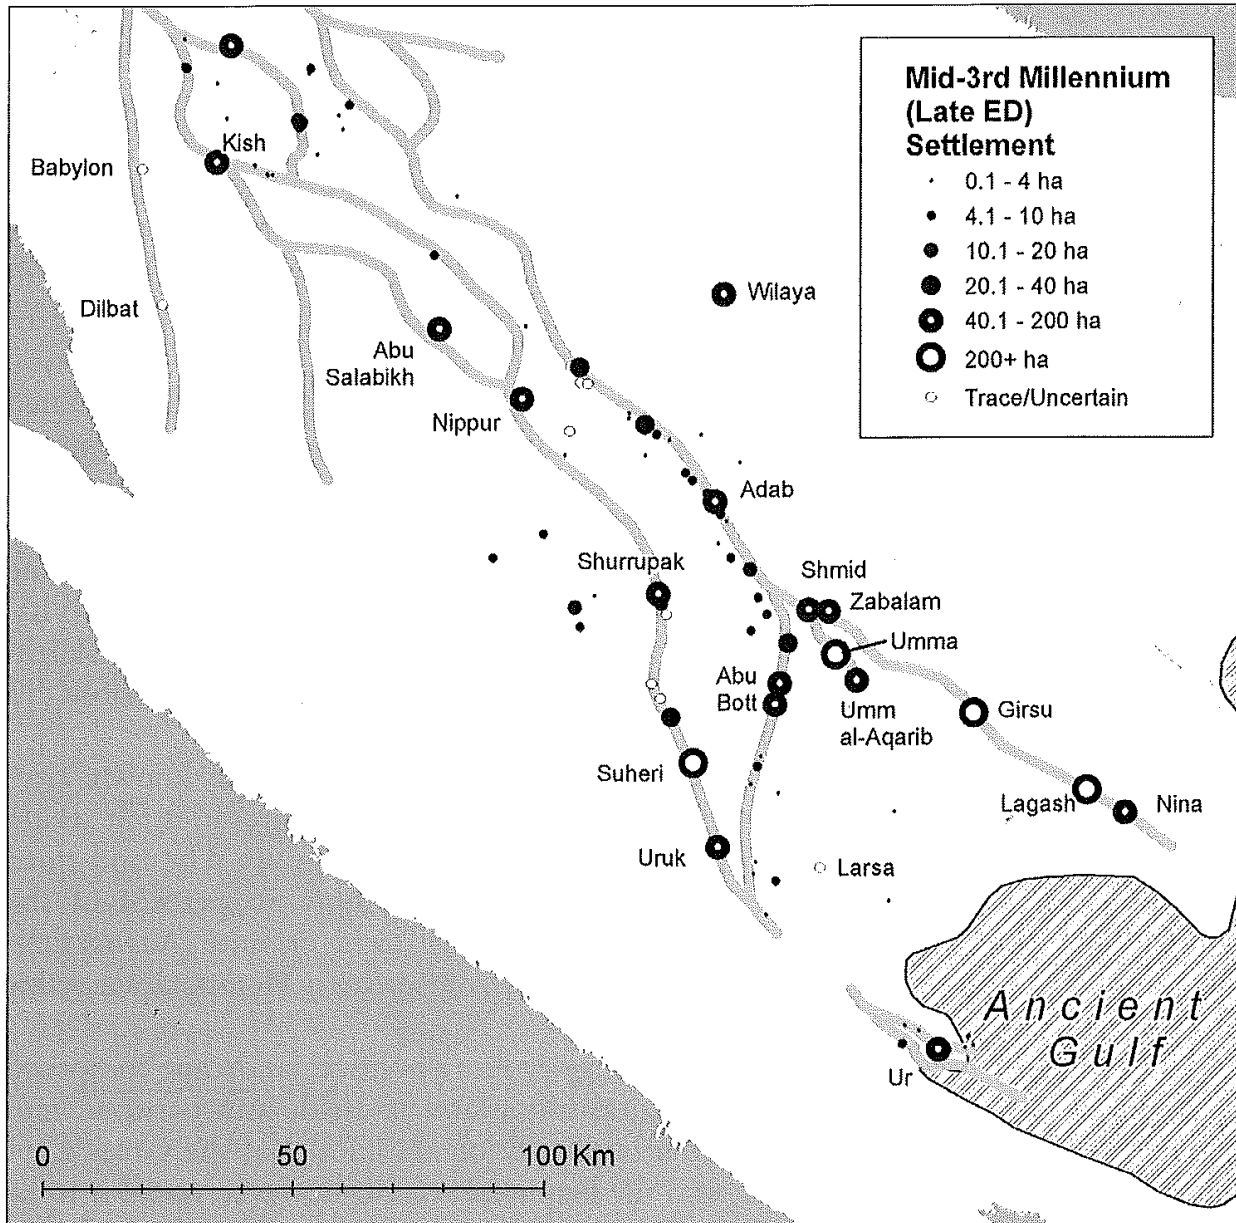 Mid-3rd Millennium
(Late ED)
Settlement
0.1 - 4 ha
4.1 - 10 ha
10.1 - 20 ha
20.1 - 40 ha
40.1 - 200 ha
200+ ha
Trace/Uncertain
Kish
Babylon
Dilbat
Wilaya
Abu
Salabikh
Nippur
Adab
Shurrupak
Shmid
Zabalam
Umma
Abu
Bott
Umm
al-Aqarib
Girsu
Suheri
Lagash
Nina
Uruk
Larsa
Ancient
Gulf
Ur
0 50 100 Km